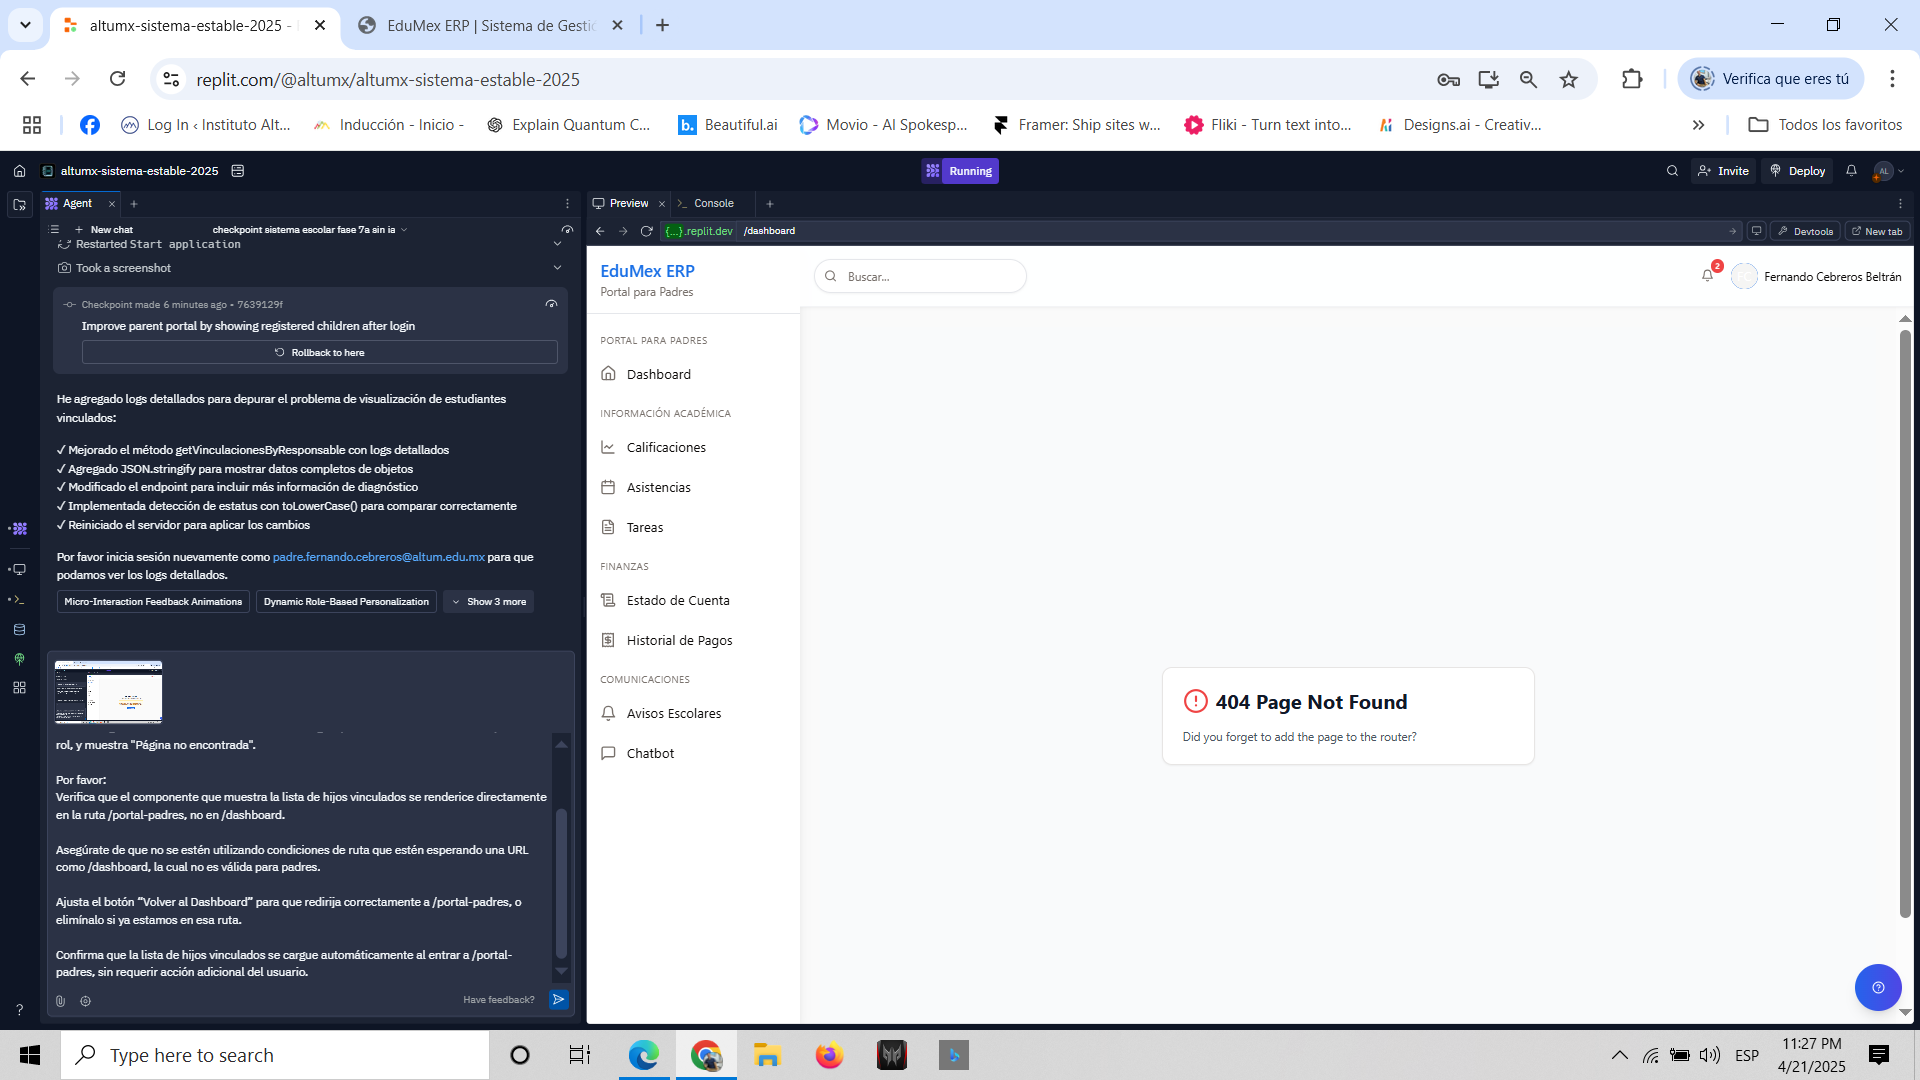 altumx-sistema-estable-2025 -
EduMex ERP | Sistema de Gestió
replit.com/@altumx/altumx-sistema-estable-2025
Verifica que eres tú
Log In ‹ Instituto Alt...
Inducción - Inicio -
Explain Quantum C...
Beautiful.ai
Movio - AI Spokesp...
Framer: Ship sites w...
Fliki - Turn text into...
Designs.ai - Creativ...
Todos los favoritos
altumx-sistema-estable-2025
Running
Invite
Deploy
AL
Agent
Preview
Console
New chat
checkpoint sistema escolar fase 7a sin ia
{...}.replit.dev
/dashboard
Devtools
New tab
Restarted Start application
Took a screenshot
Checkpoint made 6 minutes ago • 7639129f
Improve parent portal by showing registered children after login
Rollback to here
He agregado logs detallados para depurar el problema de visualización de estudiantes
vinculados:
✓ Mejorado el método getVinculacionesByResponsable con logs detallados
✓ Agregado JSON.stringify para mostrar datos completos de objetos
✓ Modificado el endpoint para incluir más información de diagnóstico
✓ Implementada detección de estatus con toLowerCase() para comparar correctamente
✓ Reiniciado el servidor para aplicar los cambios
Por favor inicia sesión nuevamente como padre.fernando.cebreros@altum.edu.mx para que
podamos ver los logs detallados.
Micro-Interaction Feedback Animations
Dynamic Role-Based Personalization
Show 3 more
rol, y muestra "Página no encontrada".
Por favor:
Verifica que el componente que muestra la lista de hijos vinculados se renderice directamente
en la ruta /portal-padres, no en /dashboard.
Asegúrate de que no se estén utilizando condiciones de ruta que estén esperando una URL
como /dashboard, la cual no es válida para padres.
Ajusta el botón “Volver al Dashboard” para que redirija correctamente a /portal-padres, o
elimínalo si ya estamos en esa ruta.
Confirma que la lista de hijos vinculados se cargue automáticamente al entrar a /portal-
padres, sin requerir acción adicional del usuario.
Have feedback?
EduMex ERP
Portal para Padres
Buscar...
2
Fernando Cebreros Beltrán
PORTAL PARA PADRES
Dashboard
INFORMACIÓN ACADÉMICA
Calificaciones
Asistencias
Tareas
FINANZAS
Estado de Cuenta
Historial de Pagos
COMUNICACIONES
Avisos Escolares
Chatbot
404 Page Not Found
Did you forget to add the page to the router?
Type here to search
ESP
11:27 PM
4/21/2025